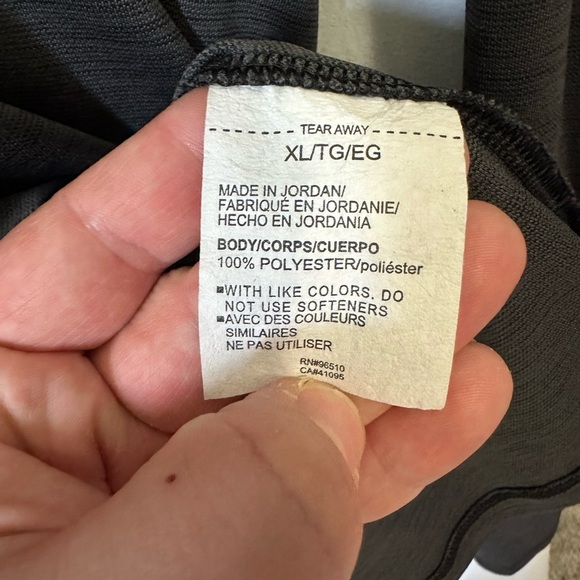 TEAR AWAY
XL/TG/EG
MADE IN JORDAN/
FABRIQUÉ EN JORDANIE/
HECHO EN JORDANIA
BODY/CORPS/CUERPO
100% POLYESTER/poliéster
▪WITH LIKE COLORS. DO
NOT USE SOFTENERS
▪AVEC DES COULEURS
SIMILAIRES
NE PAS UTILISER
RN#96510
CA#41095